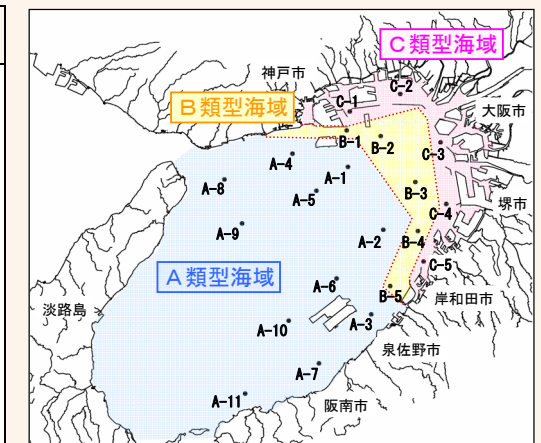 C類型海域
神戸市
C-2
C-1
B類型海域
大阪市
B-1
B-2
C-3
A-4
A-1
A-8
A-5
B-3
堺市
C-4
A-9
A-2
B-4
A類型海域
C-5
A-6
B-5
岸和田市
淡路島
A-10
A-3
泉佐野市
A-7
A-11
阪南市